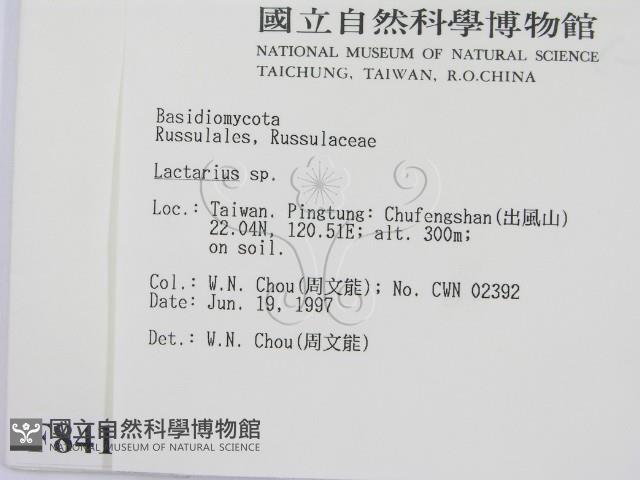 國立自然科學博物館
NATIONAL MUSEUM OF NATURAL SCIENCE
TAICHUNG, TAIWAN, R.O.CHINA
Basidiomycota
Russulales, Russulaceae
Lactarius sp.
Loc.: Taiwan. Pingtung: Chufengshan(出風山)
22.04N, 120.51E; alt. 300m;
on soil.
Col.: W.N. Chou(周文能); No. CWN 02392
Date: Jun. 19, 1997
Det.: W.N. Chou(周文能)
國立自然科學博物館
NATIONAL MUSEUM OF NATURAL SCIENCE
F841